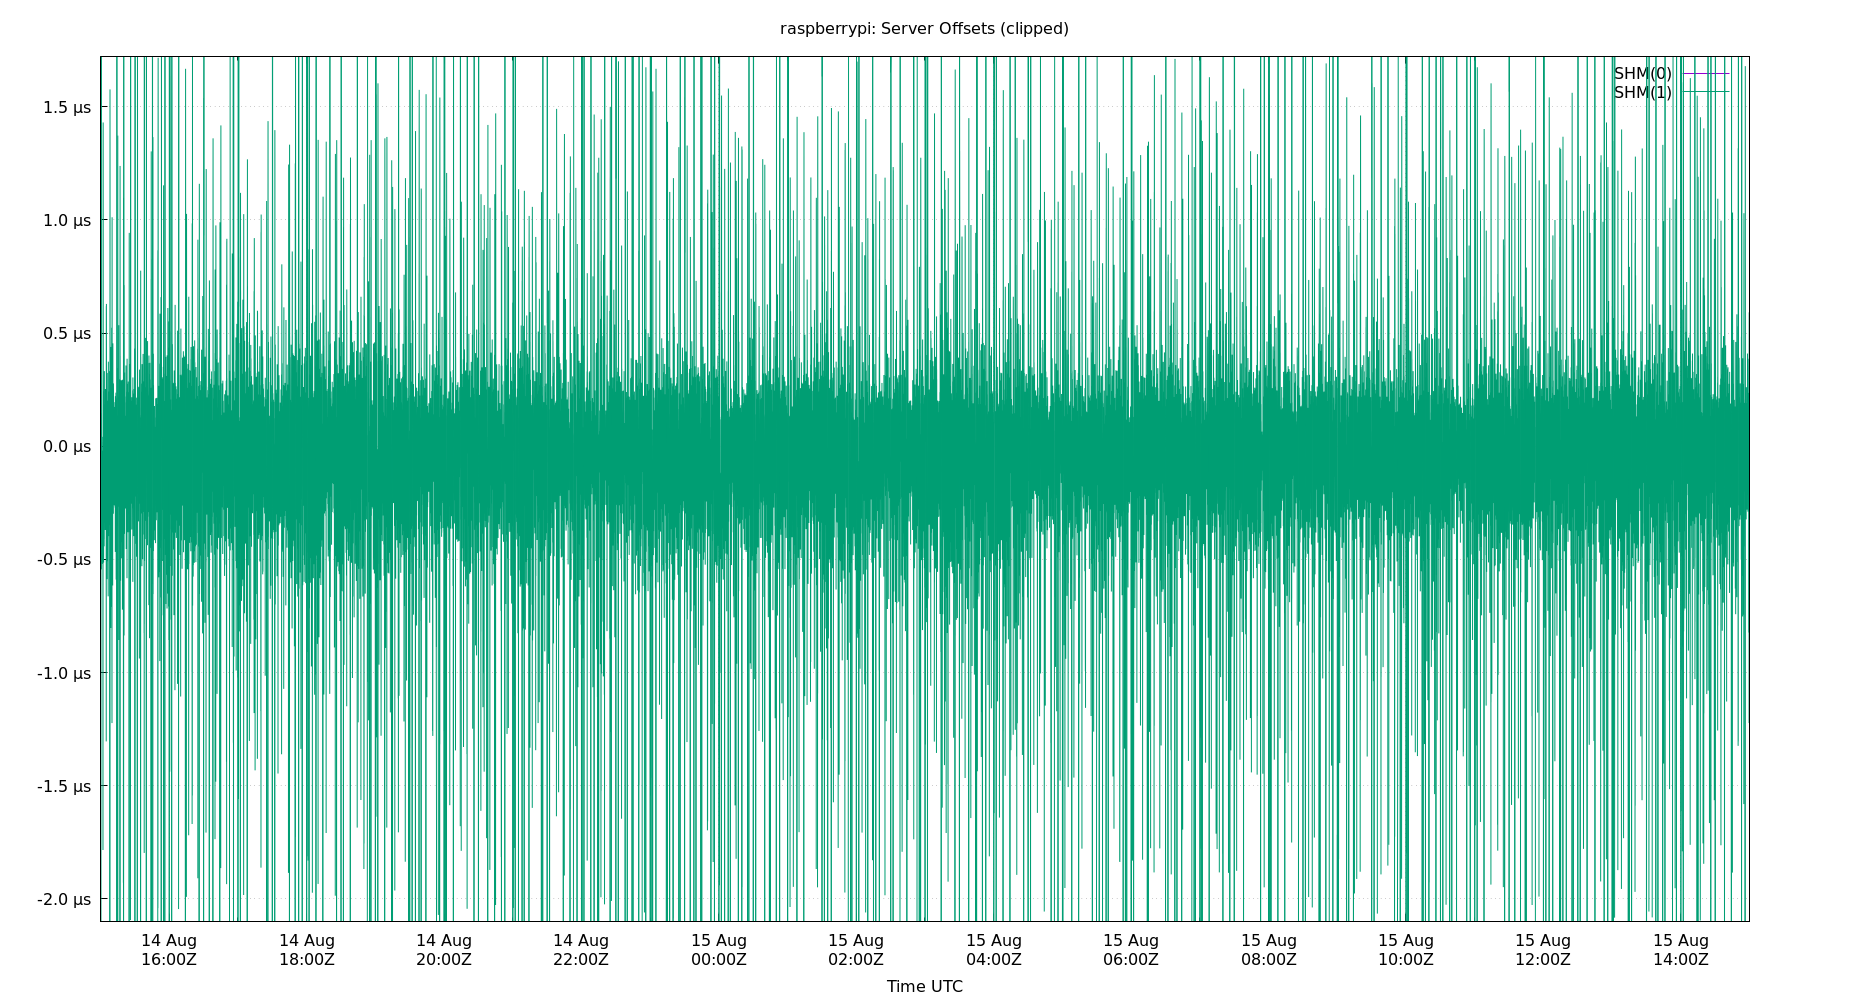 raspberrypi: Server Offsets (clipped)
SHM(0)
SHM(1)
1.5 µs
1.0 µs
0.5 µs
0.0 µs
-0.5 µs
-1.0 µs
-1.5 µs
-2.0 µs
14 Aug 14 Aug 14 Aug 14 Aug 15 Aug 15 Aug 15 Aug 15 Aug 15 Aug 15 Aug 15 Aug 15 Aug
16:00Z 18:00Z 20:00Z 22:00Z 00:00Z 02:00Z 04:00Z 06:00Z 08:00Z 10:00Z 12:00Z 14:00Z
Time UTC